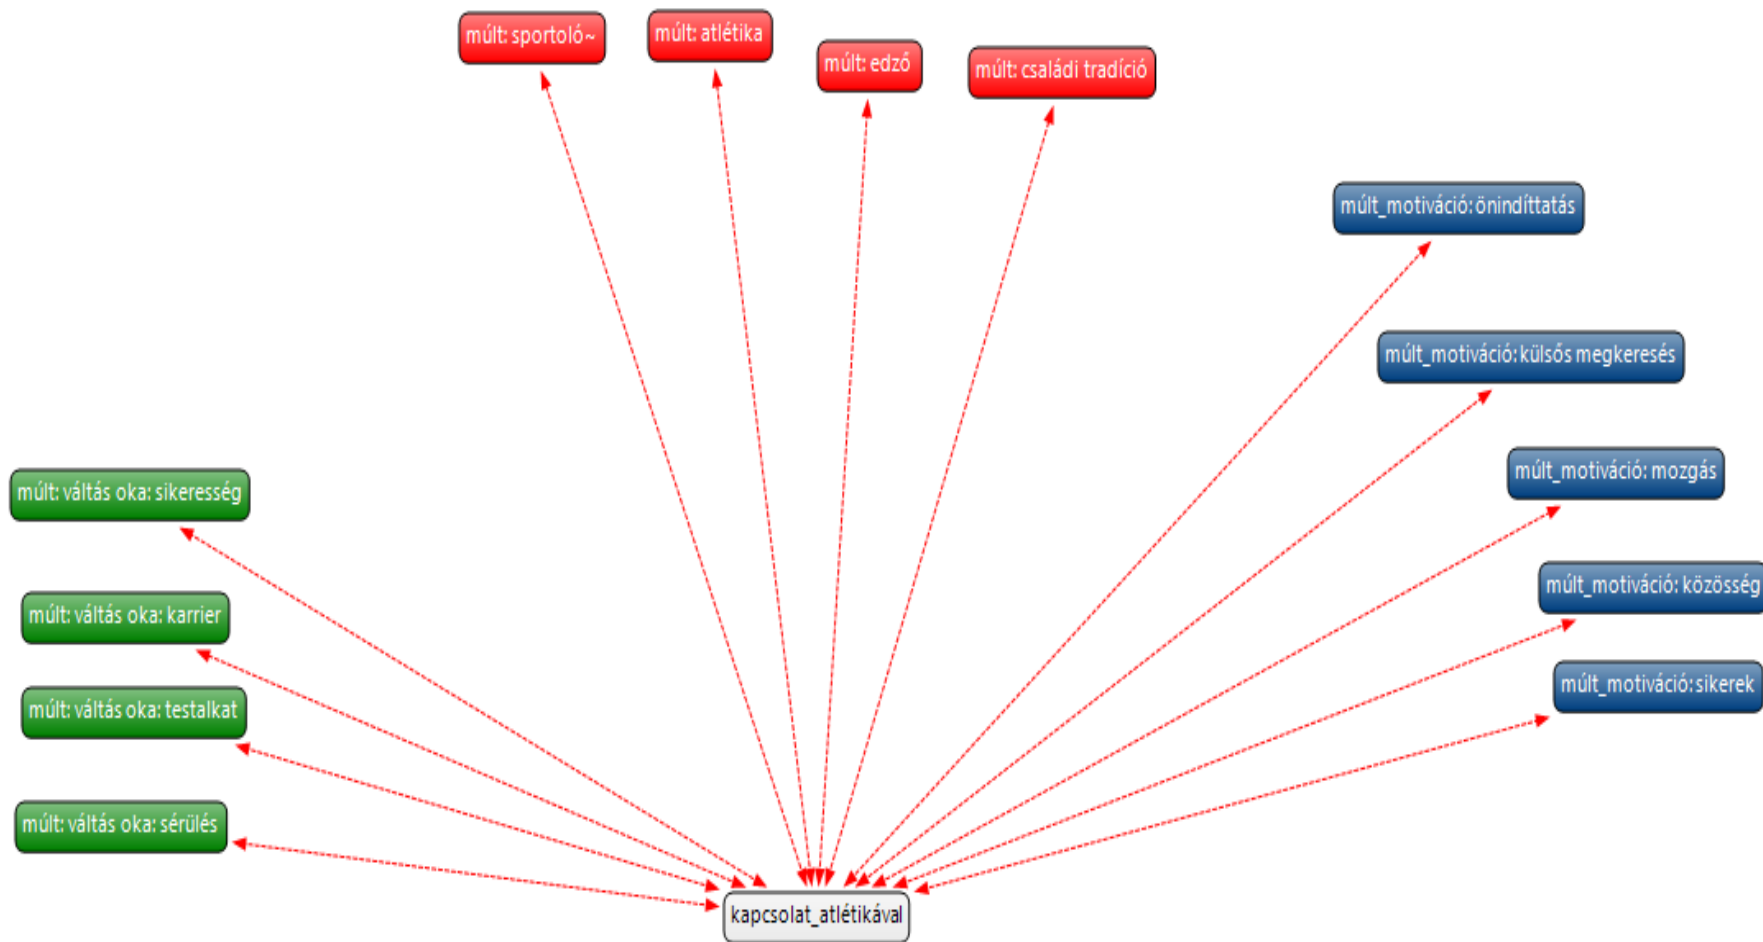 múlt: sportoló~
múlt: atlétika
múlt: edző
múlt: családi tradíció
múlt_motiváció: önindíttatás
múlt_motiváció: külsős megkeresés
múlt_motiváció: mozgás
múlt: váltás oka: sikeresség
múlt_motiváció: közösség
múlt: váltás oka: karrier
múlt_motiváció: sikerek
múlt: váltás oka: testalkat
múlt: váltás oka: sérülés
kapcsolat_atlétikával